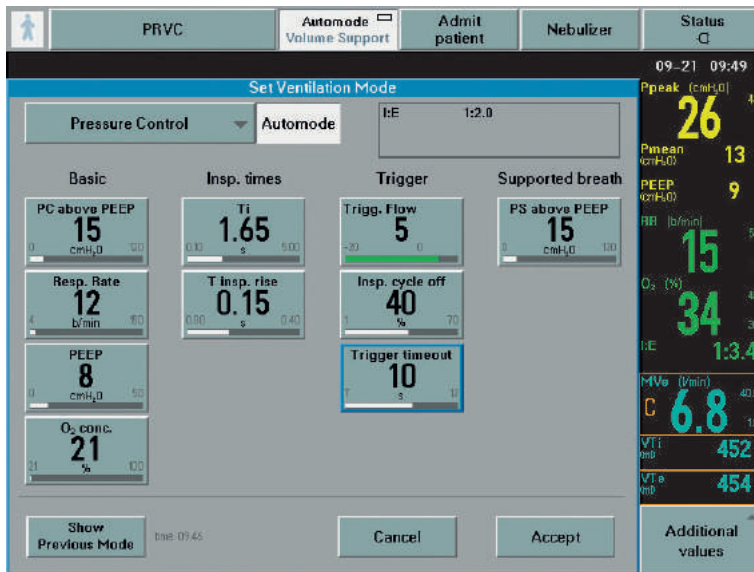 PRVC
Automode
Volume Support
Admit
patient
Nebulizer
Status
09-21 09:49
Set Ventilation Mode
Pressure Control
Automode
I:E 1:2.0
Basic
Insp. times
Trigger
Supported breath
PC above PEEP
15
0 cmH2O 120
Ti
1.65
0.10 s 5.00
Trigg. Flow
5
-20 0
PS above PEEP
15
0 cmH2O 120
Resp. Rate
12
4 b/min
T insp. rise
0.15
0.00 s 0.40
Insp. cycle off
40
1 % 70
PEEP
8
0 cmH2O 50
Trigger timeout
10
s
O2 conc.
21
21 % 100
Show
Previous Mode
time 09:46
Cancel
Accept
Ppeak (cmH2O)
26
Pmean
(cmH2O)
13
PEEP
(cmH2O)
9
RR (b/min)
15
O2 (%)
34
I:E
1:3.4
MVe (l/min)
C 6.8
VTi
(ml)
452
VTe
(ml)
454
Additional
values